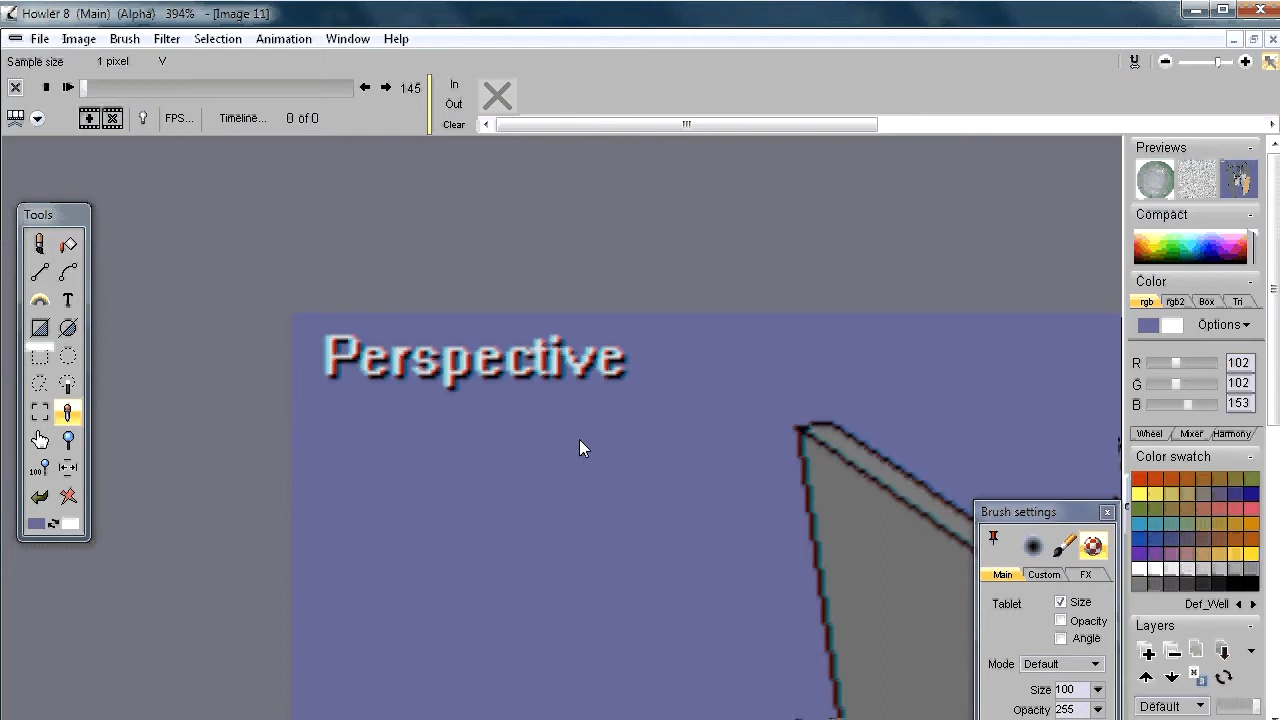 Howler 8 (Main) (Alpha) 394% - [Image 11]
File Image Brush Filter Selection Animation Window Help
Sample size 1 pixel V
145
In
Out
Clear
FPS... Timeline... 0 of 0
Previews
Tools
Compact
Color
rgb rgb2 Box Tri
Options
R 102
G 102
B 153
Wheel Mixer Harmony
Color swatch
Perspective
100%
Brush settings
Main Custom FX
Tablet Size
Opacity
Angle
Mode Default
Size 100
Opacity 255
Def_Well
Layers
Default